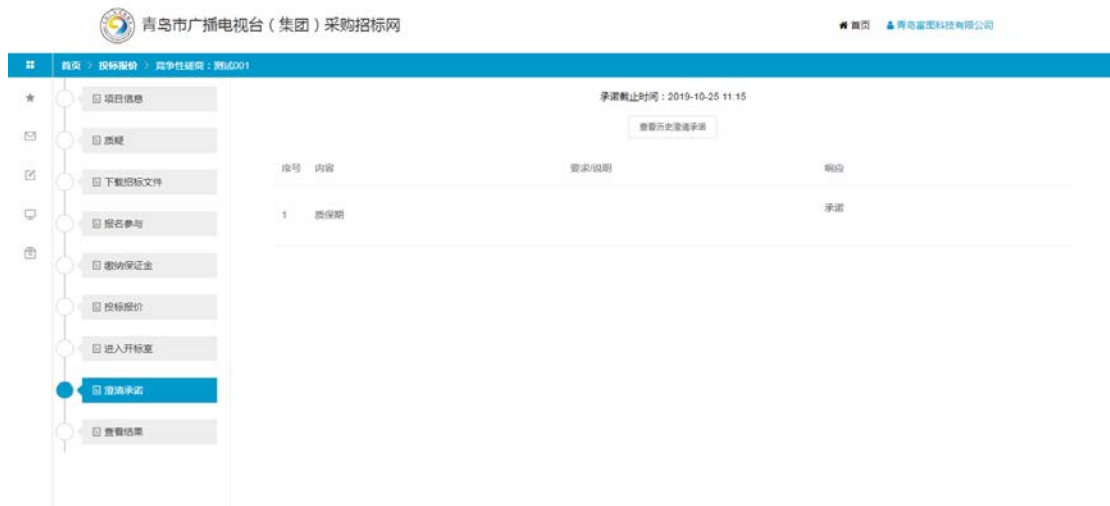 青岛市广播电视台（集团）采购招标网
首页 青岛富图科技有限公司
首页 > 投标报价 > 竞争性磋商：测试001
项目信息
承诺截止时间：2019-10-25 11:15
查看历史澄清承诺
质疑
序号 内容 要求/说明 响应
下载招标文件
1 质保期 承诺
报名参与
缴纳保证金
投标报价
进入开标室
澄清承诺
查看结果